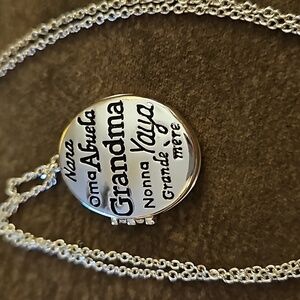 Nana
Oma
Abuela
Grandma
Nonna
Yaya
Grande
mère